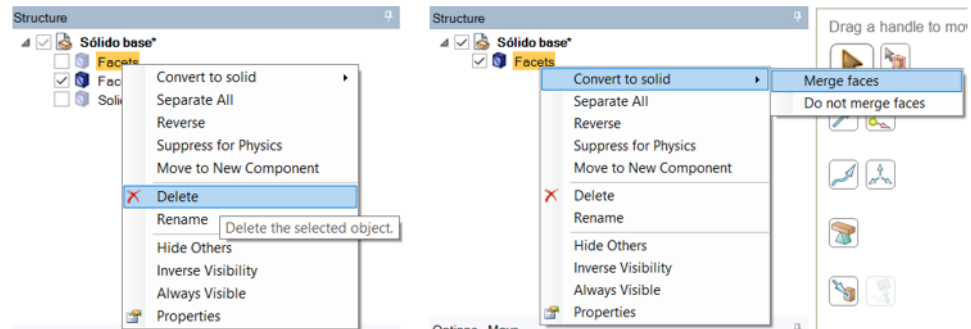 Structure
Sólido base*
Facets
Fac
Soli
Convert to solid
Separate All
Reverse
Suppress for Physics
Move to New Component
Delete
Rename
Delete the selected object.
Hide Others
Inverse Visibility
Always Visible
Properties
Structure
Sólido base*
Facets
Convert to solid
Separate All
Reverse
Suppress for Physics
Move to New Component
Delete
Rename
Hide Others
Inverse Visibility
Always Visible
Properties
Merge faces
Do not merge faces
Drag a handle to mo